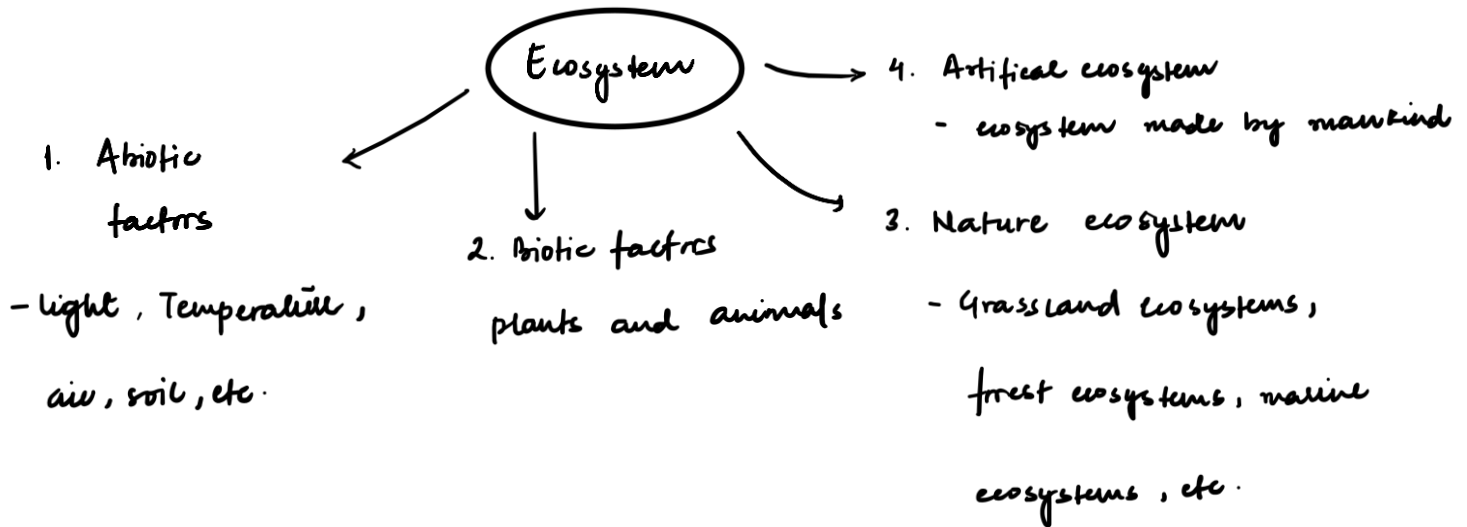 Ecosystem
1. Abiotic
factors
- light, Temperature,
air, soil, etc.
2. Biotic factors
plants and animals
3. Nature ecosystem
- Grassland ecosystems,
forest ecosystems, marine
ecosystems, etc.
4. Artifical ecosystem
- ecosystem made by mankind